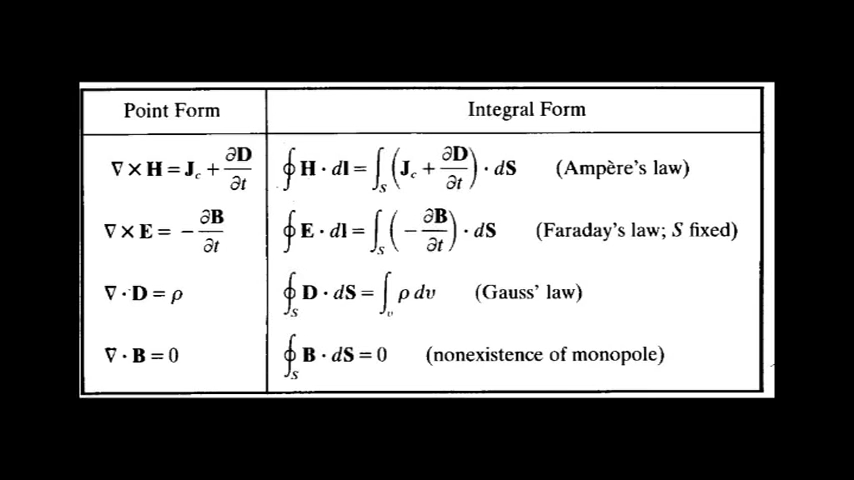 Point Form Integral Form
∇ × H = J_c + ∂D/∂t ∮ H · dl = ∫_S (J_c + ∂D/∂t) · dS (Ampère's law)
∇ × E = − ∂B/∂t ∮ E · dl = ∫_S (− ∂B/∂t) · dS (Faraday's law; S fixed)
∇ · D = ρ ∮_S D · dS = ∫_v ρ dv (Gauss' law)
∇ · B = 0 ∮_S B · dS = 0 (nonexistence of monopole)